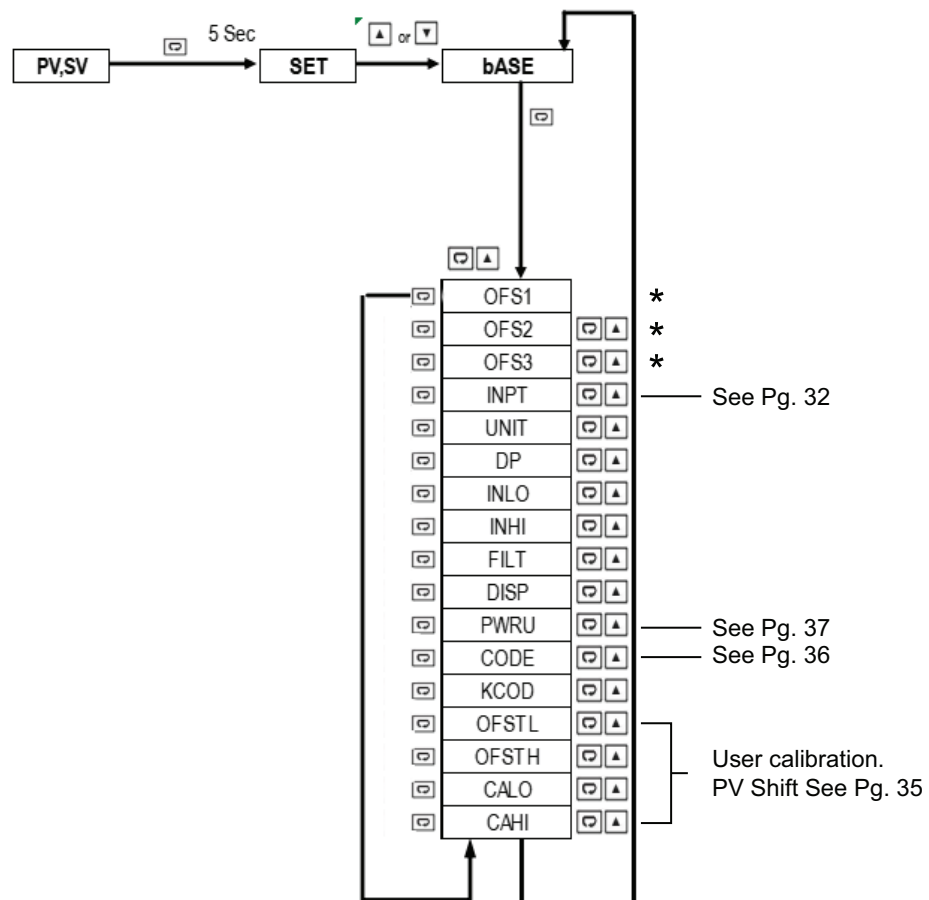 5 Sec
or
PV,SV
SET
bASE
OFS1 *
OFS2 *
OFS3 *
INPT See Pg. 32
UNIT
DP
INLO
INHI
FILT
DISP
PWRU See Pg. 37
CODE See Pg. 36
KCOD
OFSTL
OFSTH
CALO
CAHI
User calibration.
PV Shift See Pg. 35